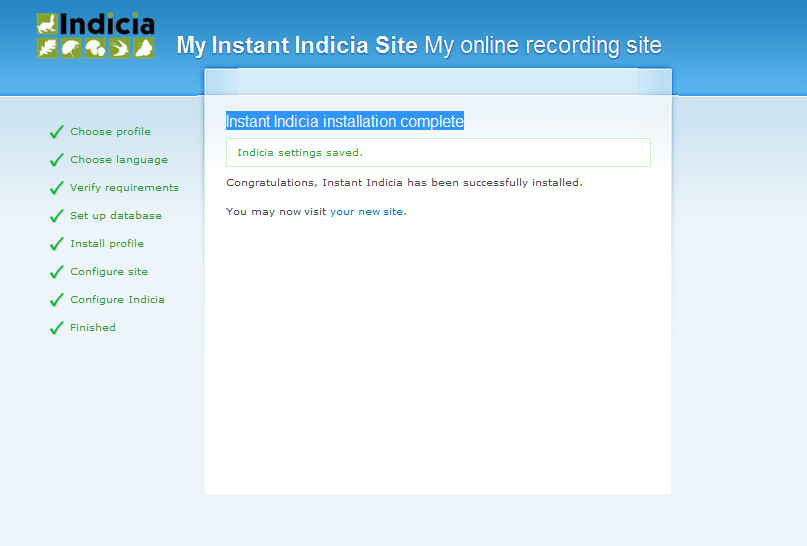 Indicia
My Instant Indicia Site My online recording site
Choose profile
Choose language
Verify requirements
Set up database
Install profile
Configure site
Configure Indicia
Finished
Instant Indicia installation complete
Indicia settings saved.
Congratulations, Instant Indicia has been successfully installed.
You may now visit your new site.